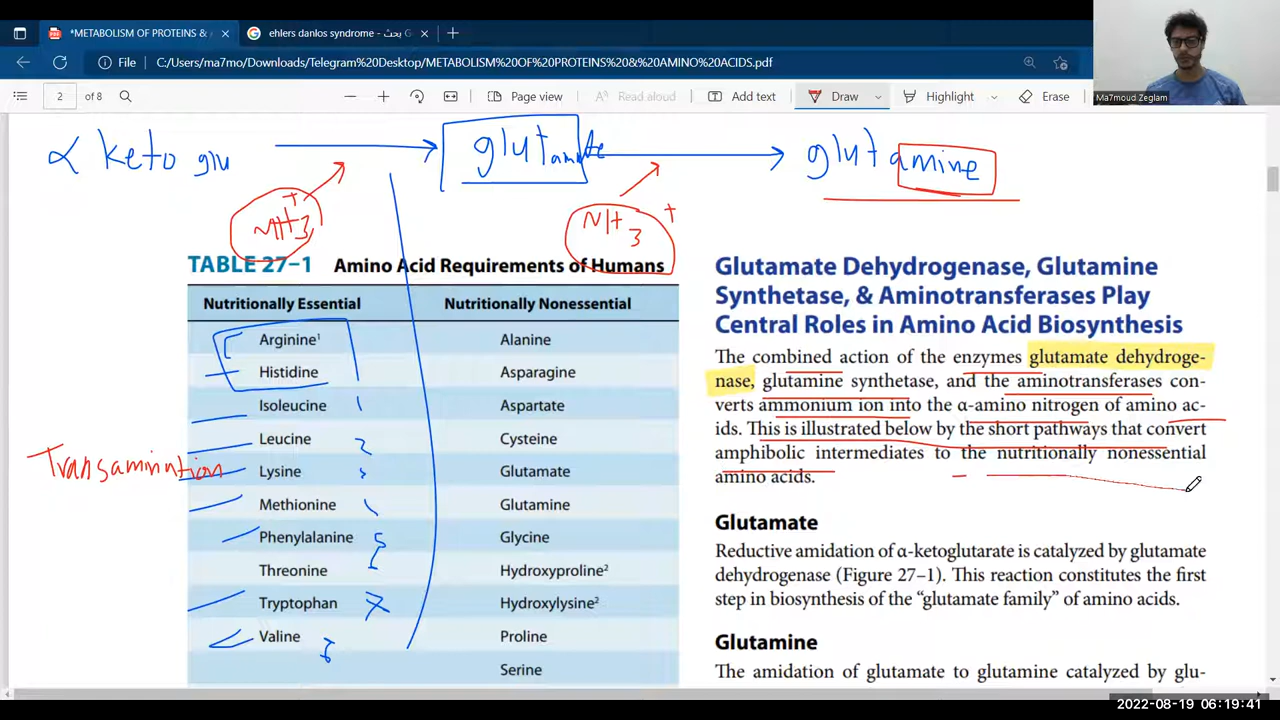 *METABOLISM OF PROTEINS &
ehlers danlos syndrome - بحث G
File
C:/Users/ma7mo/Downloads/Telegram%20Desktop/METABOLISM%20OF%20PROTEINS%20&%20AMINO%20ACIDS.pdf
2 of 8
Page view
Read aloud
Add text
Draw
Highlight
Erase
Ma7moud Zeglam
α keto glu
glutamate
glutamine
NH3+
NH3+
TABLE 27–1 Amino Acid Requirements of Humans
Nutritionally Essential Nutritionally Nonessential
Arginine¹ Alanine
Histidine Asparagine
Isoleucine 1 Aspartate
Leucine 2 Cysteine
Lysine Glutamate
Methionine Glutamine
Phenylalanine 5 Glycine
Threonine Hydroxyproline²
Tryptophan 7 Hydroxylysine²
Valine Proline
Serine
Transamintion
Glutamate Dehydrogenase, Glutamine
Synthetase, & Aminotransferases Play
Central Roles in Amino Acid Biosynthesis
The combined action of the enzymes glutamate dehydroge-
nase, glutamine synthetase, and the aminotransferases con-
verts ammonium ion into the α-amino nitrogen of amino ac-
ids. This is illustrated below by the short pathways that convert
amphibolic intermediates to the nutritionally nonessential
amino acids.
Glutamate
Reductive amidation of α-ketoglutarate is catalyzed by glutamate
dehydrogenase (Figure 27–1). This reaction constitutes the first
step in biosynthesis of the “glutamate family” of amino acids.
Glutamine
The amidation of glutamate to glutamine catalyzed by glu-
2022-08-19 06:19:41